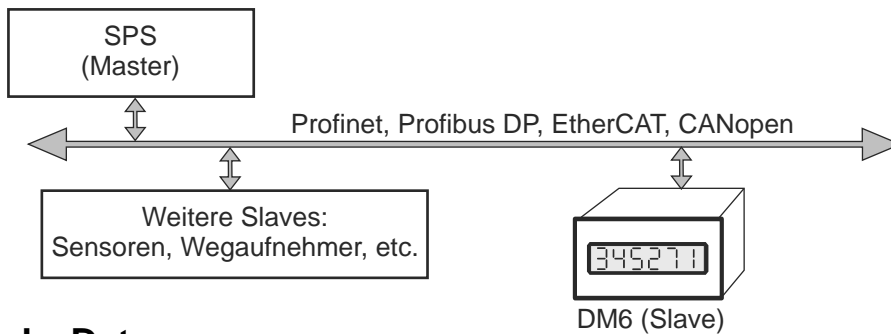 SPS
(Master)
Profinet, Profibus DP, EtherCAT, CANopen
Weitere Slaves:
Sensoren, Wegaufnehmer, etc.
345271
DM6 (Slave)